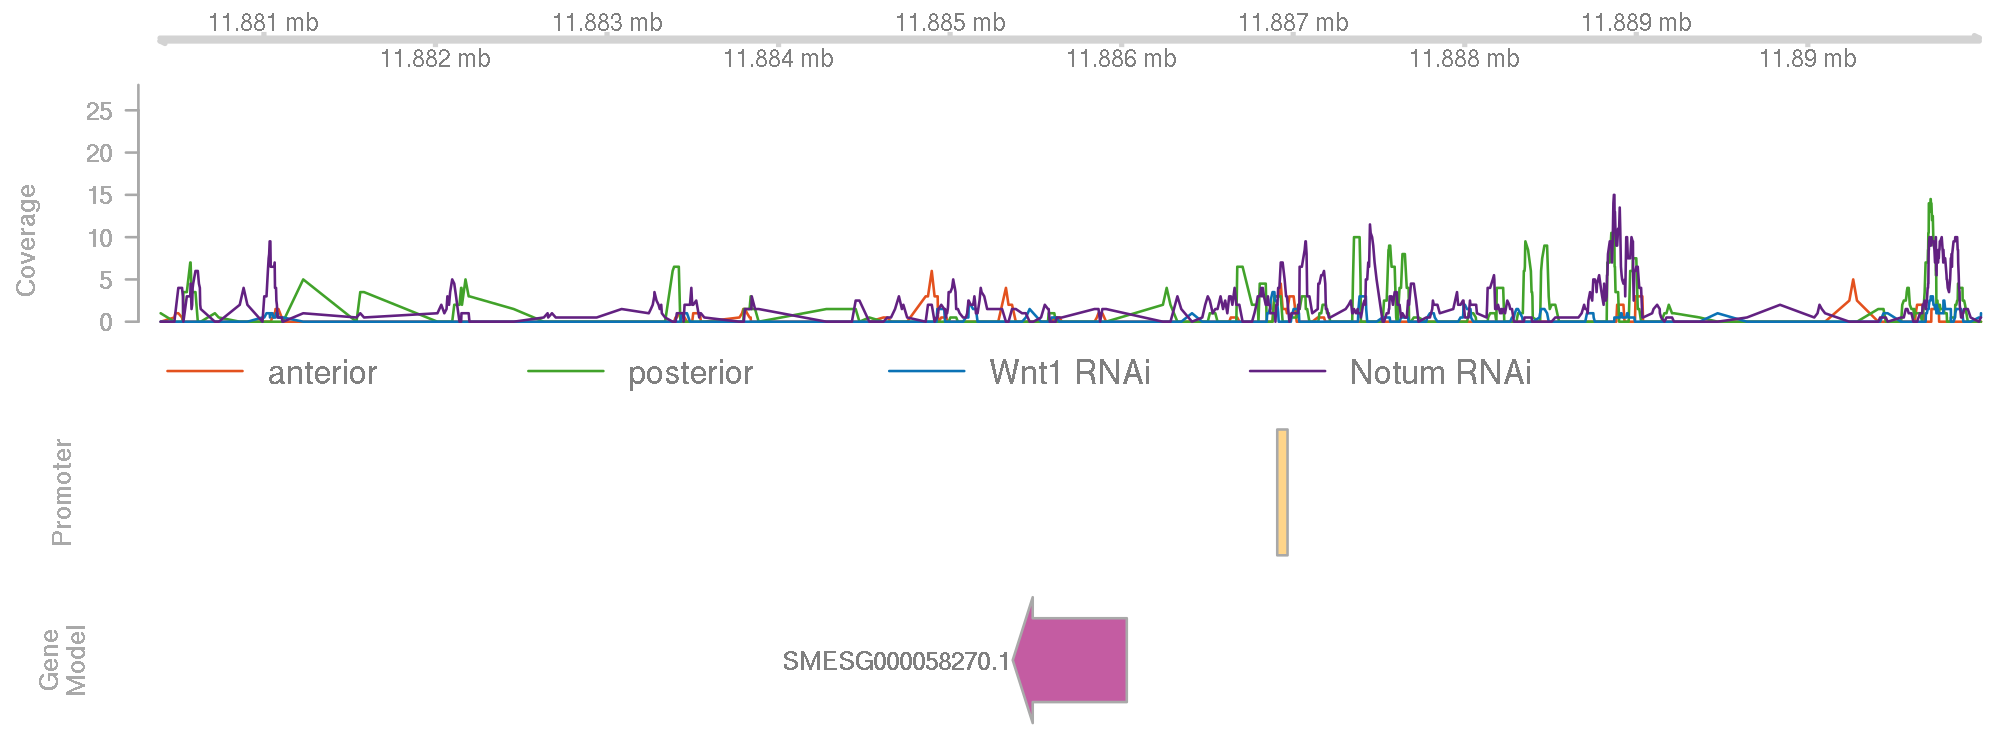 11.881 mb 11.883 mb 11.885 mb 11.887 mb 11.889 mb
11.882 mb 11.884 mb 11.886 mb 11.888 mb 11.89 mb
25
20
15
10
5
0
Coverage
anterior posterior Wnt1 RNAi Notum RNAi
Promoter
Gene
Model
SMESG000058270.1